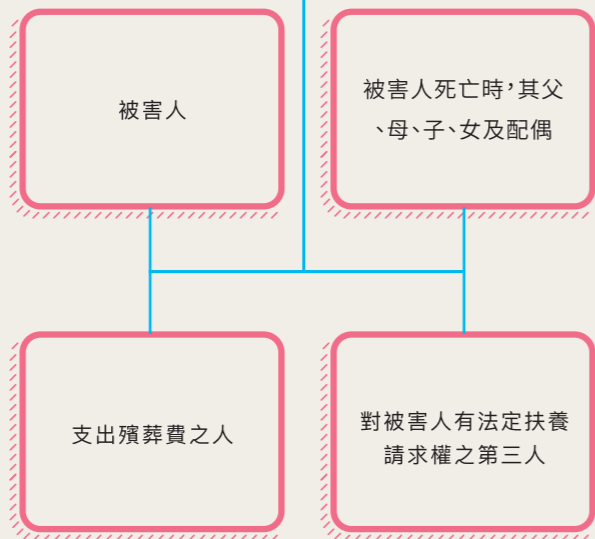 被害人
被害人死亡時，其父
、母、子、女及配偶
支出殯葬費之人
對被害人有法定扶養
請求權之第三人